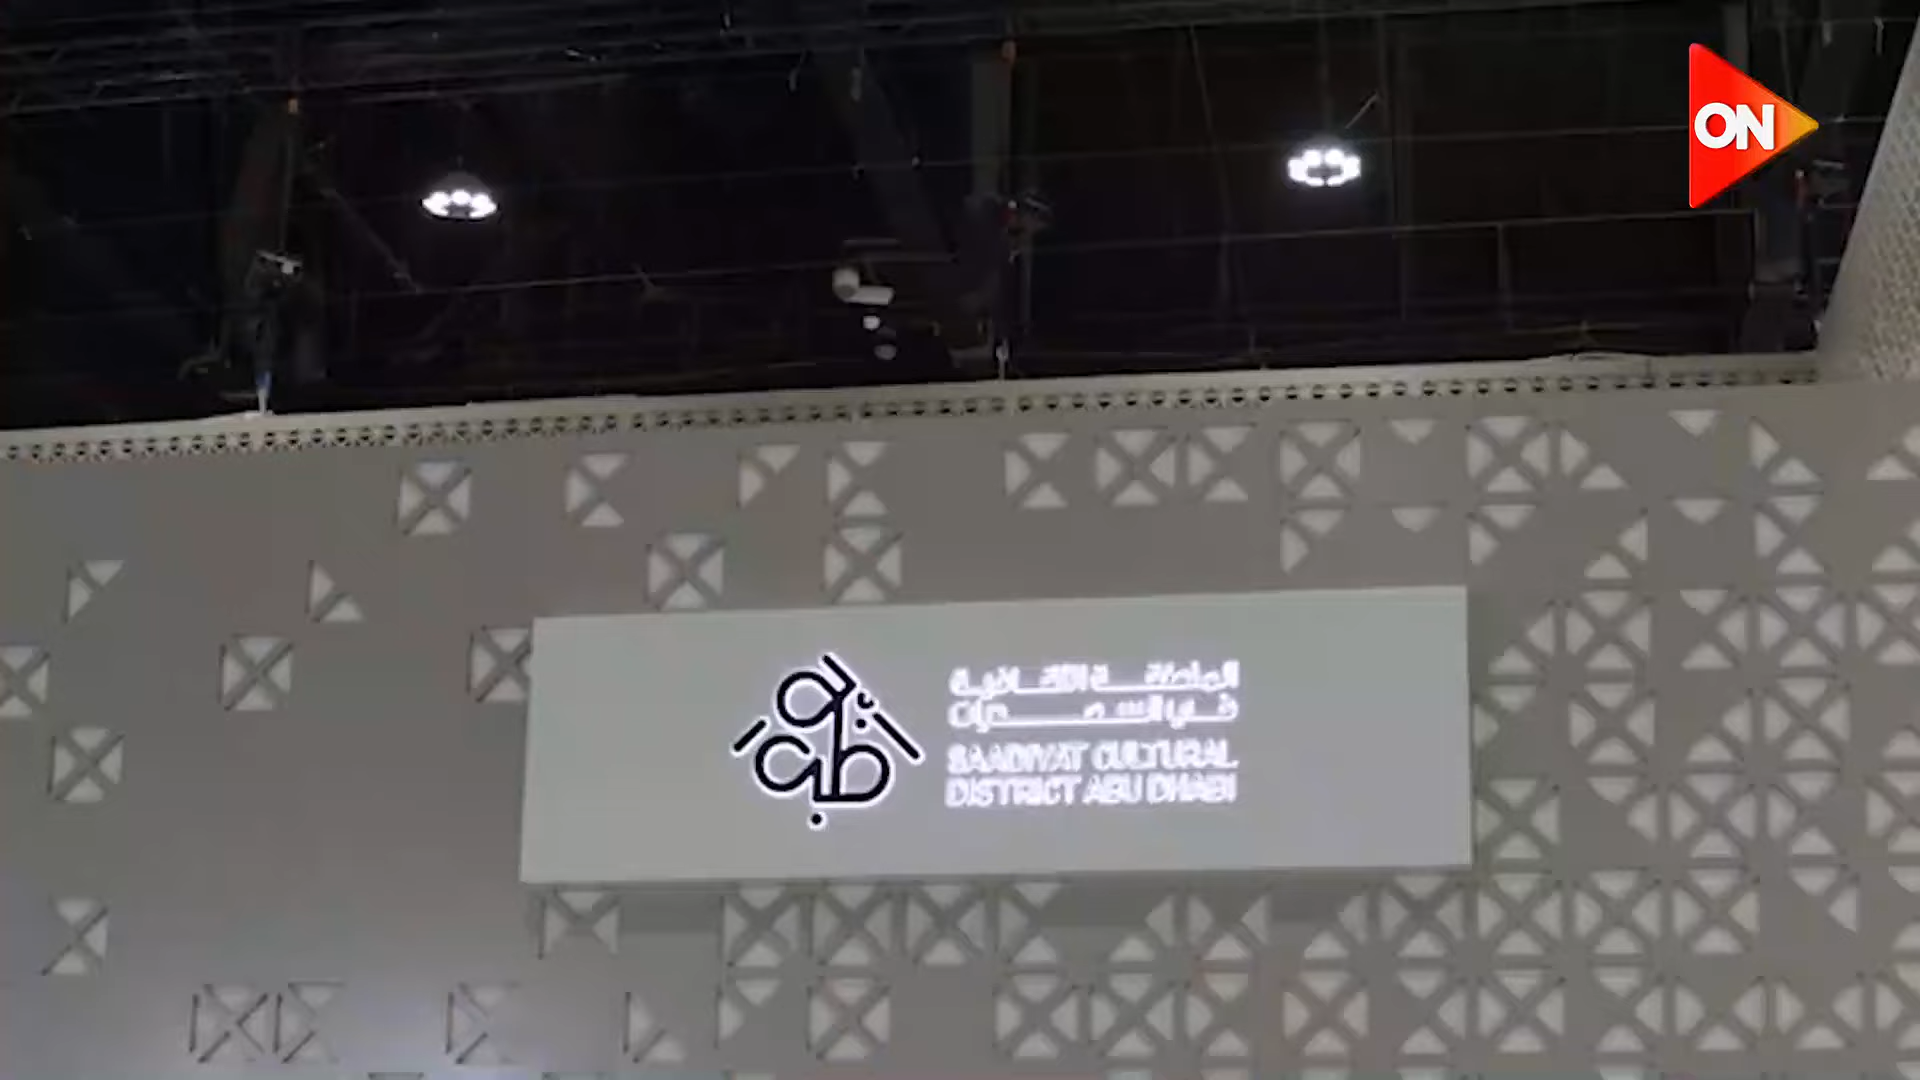 ON
المنطقة الثقافية
في السعديات
SAADIYAT CULTURAL
DISTRICT ABU DHABI